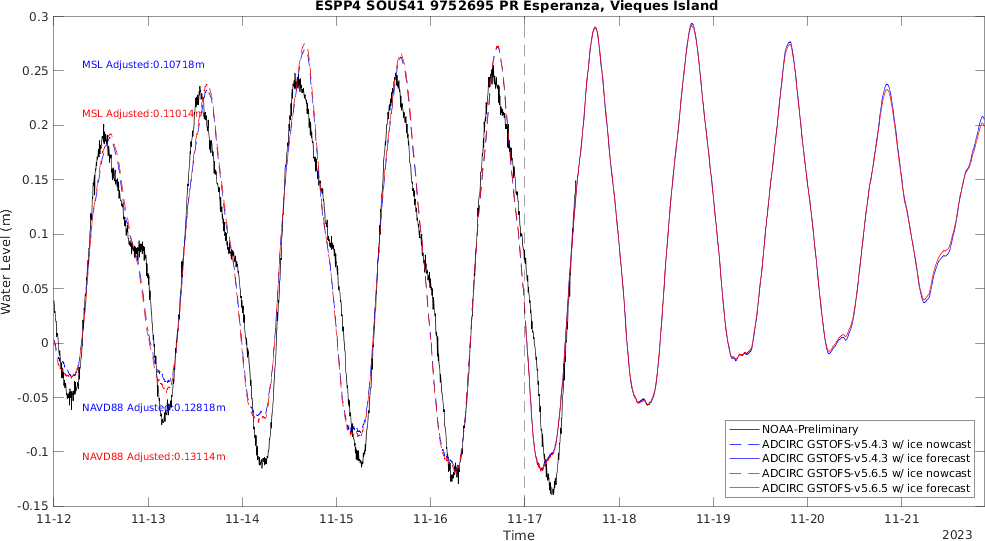 ESPP4 SOUS41 9752695 PR Esperanza, Vieques Island
0.3
0.25
0.2
0.15
0.1
0.05
0
-0.05
-0.1
-0.15
Water Level (m)
MSL Adjusted:0.10718m
MSL Adjusted:0.11014m
NAVD88 Adjusted:0.12818m
NAVD88 Adjusted:0.13114m
NOAA-Preliminary
ADCIRC GSTOFS-v5.4.3 w/ ice nowcast
ADCIRC GSTOFS-v5.4.3 w/ ice forecast
ADCIRC GSTOFS-v5.6.5 w/ ice nowcast
ADCIRC GSTOFS-v5.6.5 w/ ice forecast
11-12 11-13 11-14 11-15 11-16 11-17 11-18 11-19 11-20 11-21
Time
2023